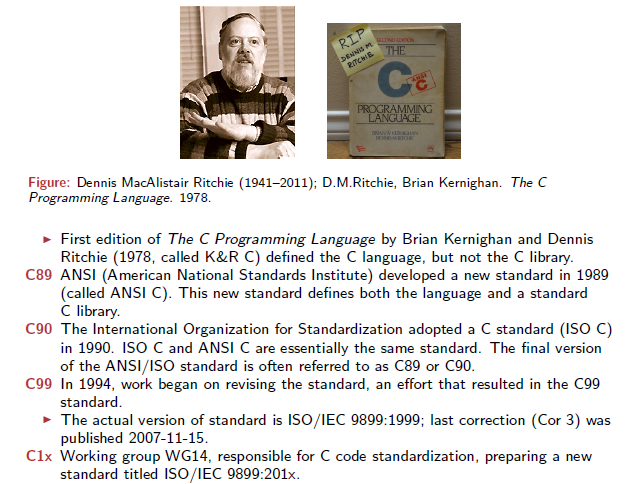 R I P
DENNIS M.
RITCHIE
SECOND EDITION
THE
C
ANSI
C
PROGRAMMING
LANGUAGE
BRIAN W. KERNIGHAN
DENNIS M. RITCHIE
Figure: Dennis MacAlistair Ritchie (1941–2011); D.M.Ritchie, Brian Kernighan. The C
Programming Language. 1978.
► First edition of The C Programming Language by Brian Kernighan and Dennis
Ritchie (1978, called K&R C) defined the C language, but not the C library.
C89 ANSI (American National Standards Institute) developed a new standard in 1989
(called ANSI C). This new standard defines both the language and a standard
C library.
C90 The International Organization for Standardization adopted a C standard (ISO C)
in 1990. ISO C and ANSI C are essentially the same standard. The final version
of the ANSI/ISO standard is often referred to as C89 or C90.
C99 In 1994, work began on revising the standard, an effort that resulted in the C99
standard.
► The actual version of standard is ISO/IEC 9899:1999; last correction (Cor 3) was
published 2007-11-15.
C1x Working group WG14, responsible for C code standardization, preparing a new
standard titled ISO/IEC 9899:201x.